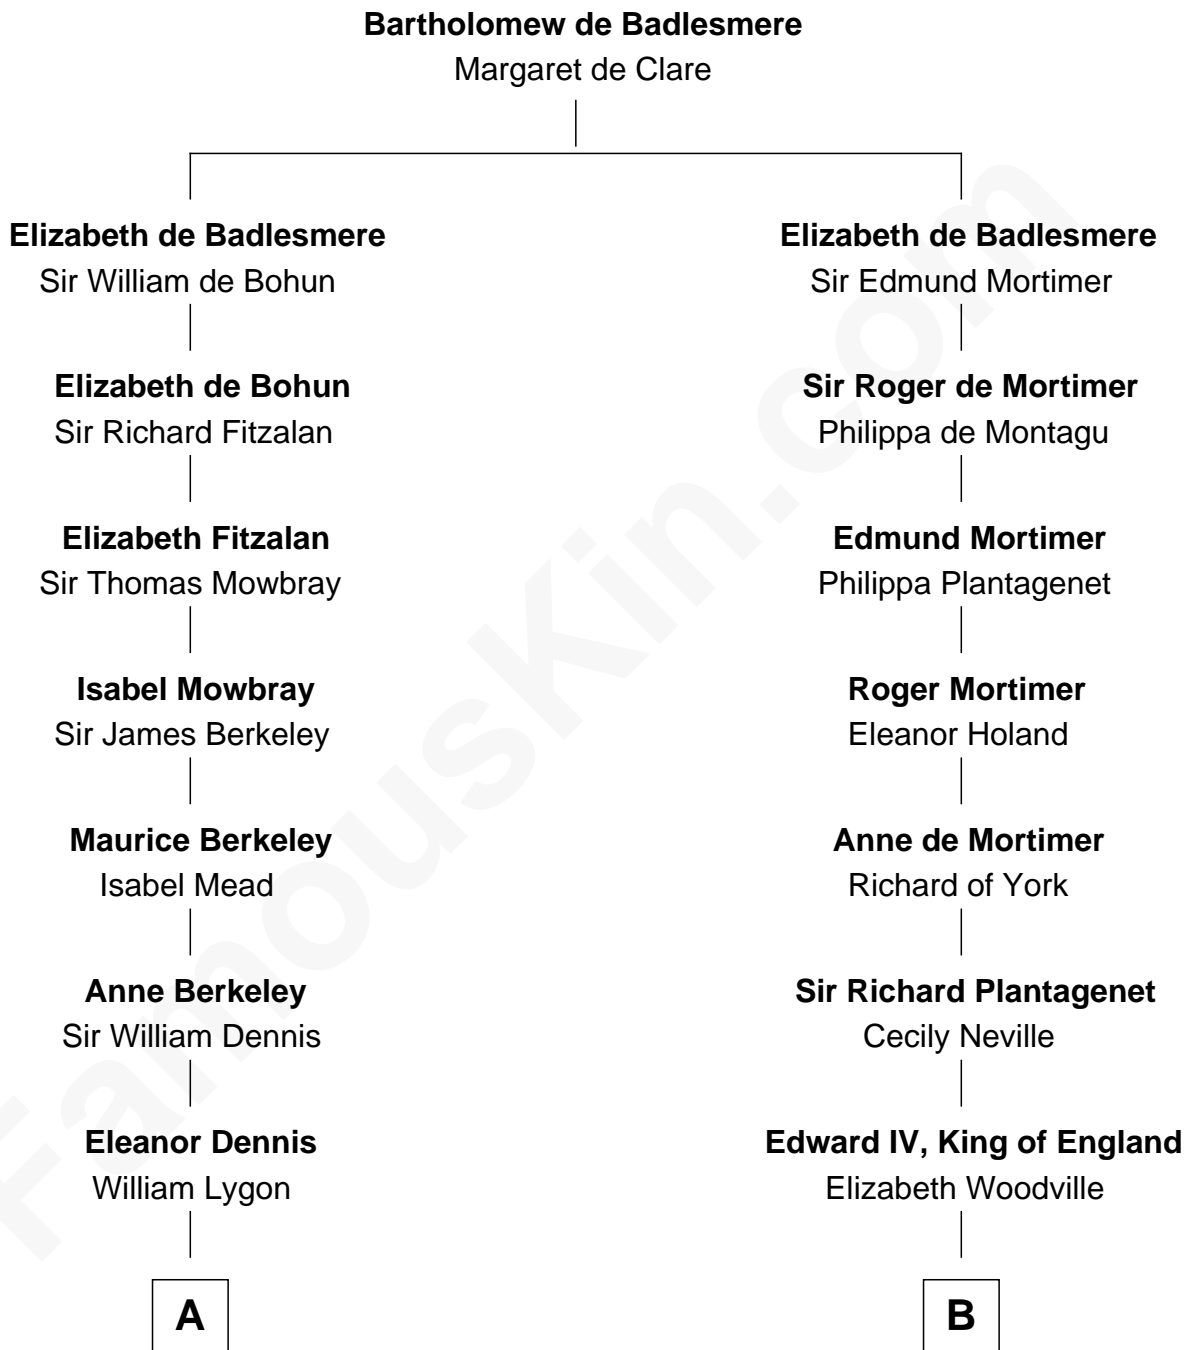 Bartholomew de Badlesmere
Margaret de Clare
Elizabeth de Badlesmere
Sir William de Bohun
Elizabeth de Bohun
Sir Richard Fitzalan
Elizabeth Fitzalan
Sir Thomas Mowbray
Isabel Mowbray
Sir James Berkeley
Maurice Berkeley
Isabel Mead
Anne Berkeley
Sir William Dennis
Eleanor Dennis
William Lygon
A
Elizabeth de Badlesmere
Sir Edmund Mortimer
Sir Roger de Mortimer
Philippa de Montagu
Edmund Mortimer
Philippa Plantagenet
Roger Mortimer
Eleanor Holand
Anne de Mortimer
Richard of York
Sir Richard Plantagenet
Cecily Neville
Edward IV, King of England
Elizabeth Woodville
B
FamousKin.com